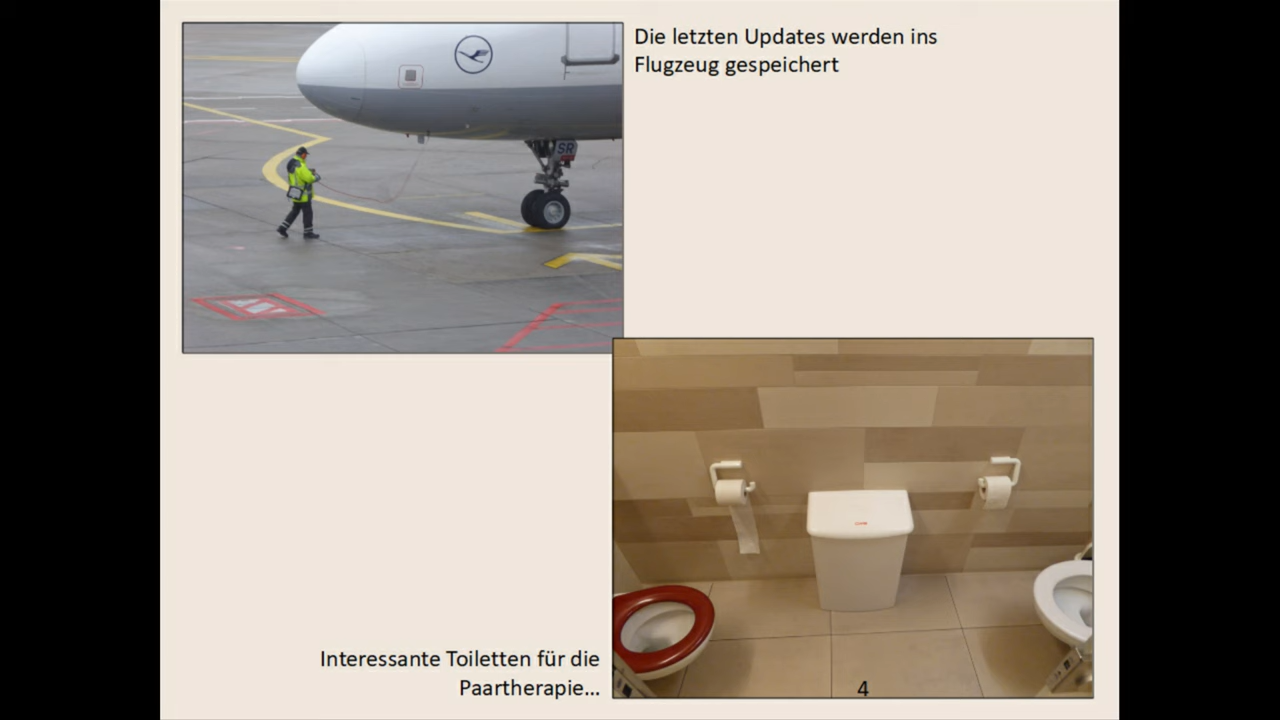 Die letzten Updates werden ins
Flugzeug gespeichert
SR
Interessante Toiletten für die
Paartherapie...
4